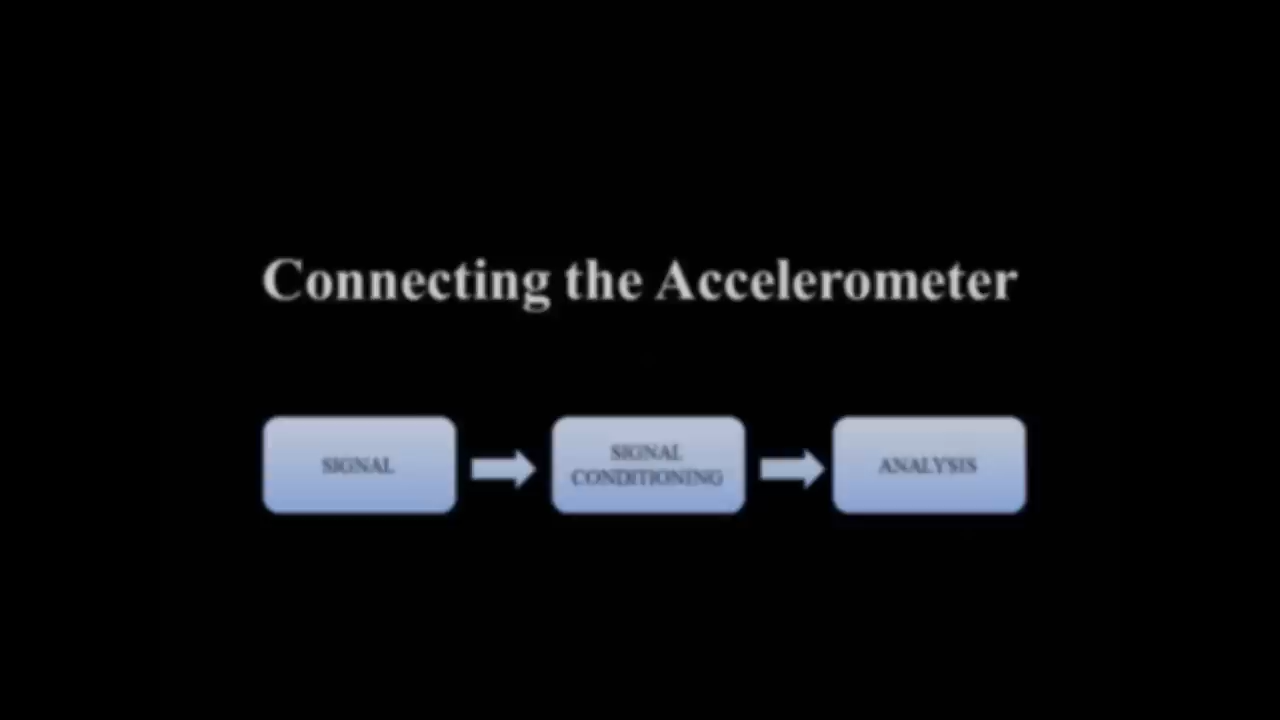 Connecting the Accelerometer
SIGNAL
SIGNAL
CONDITIONING
ANALYSIS